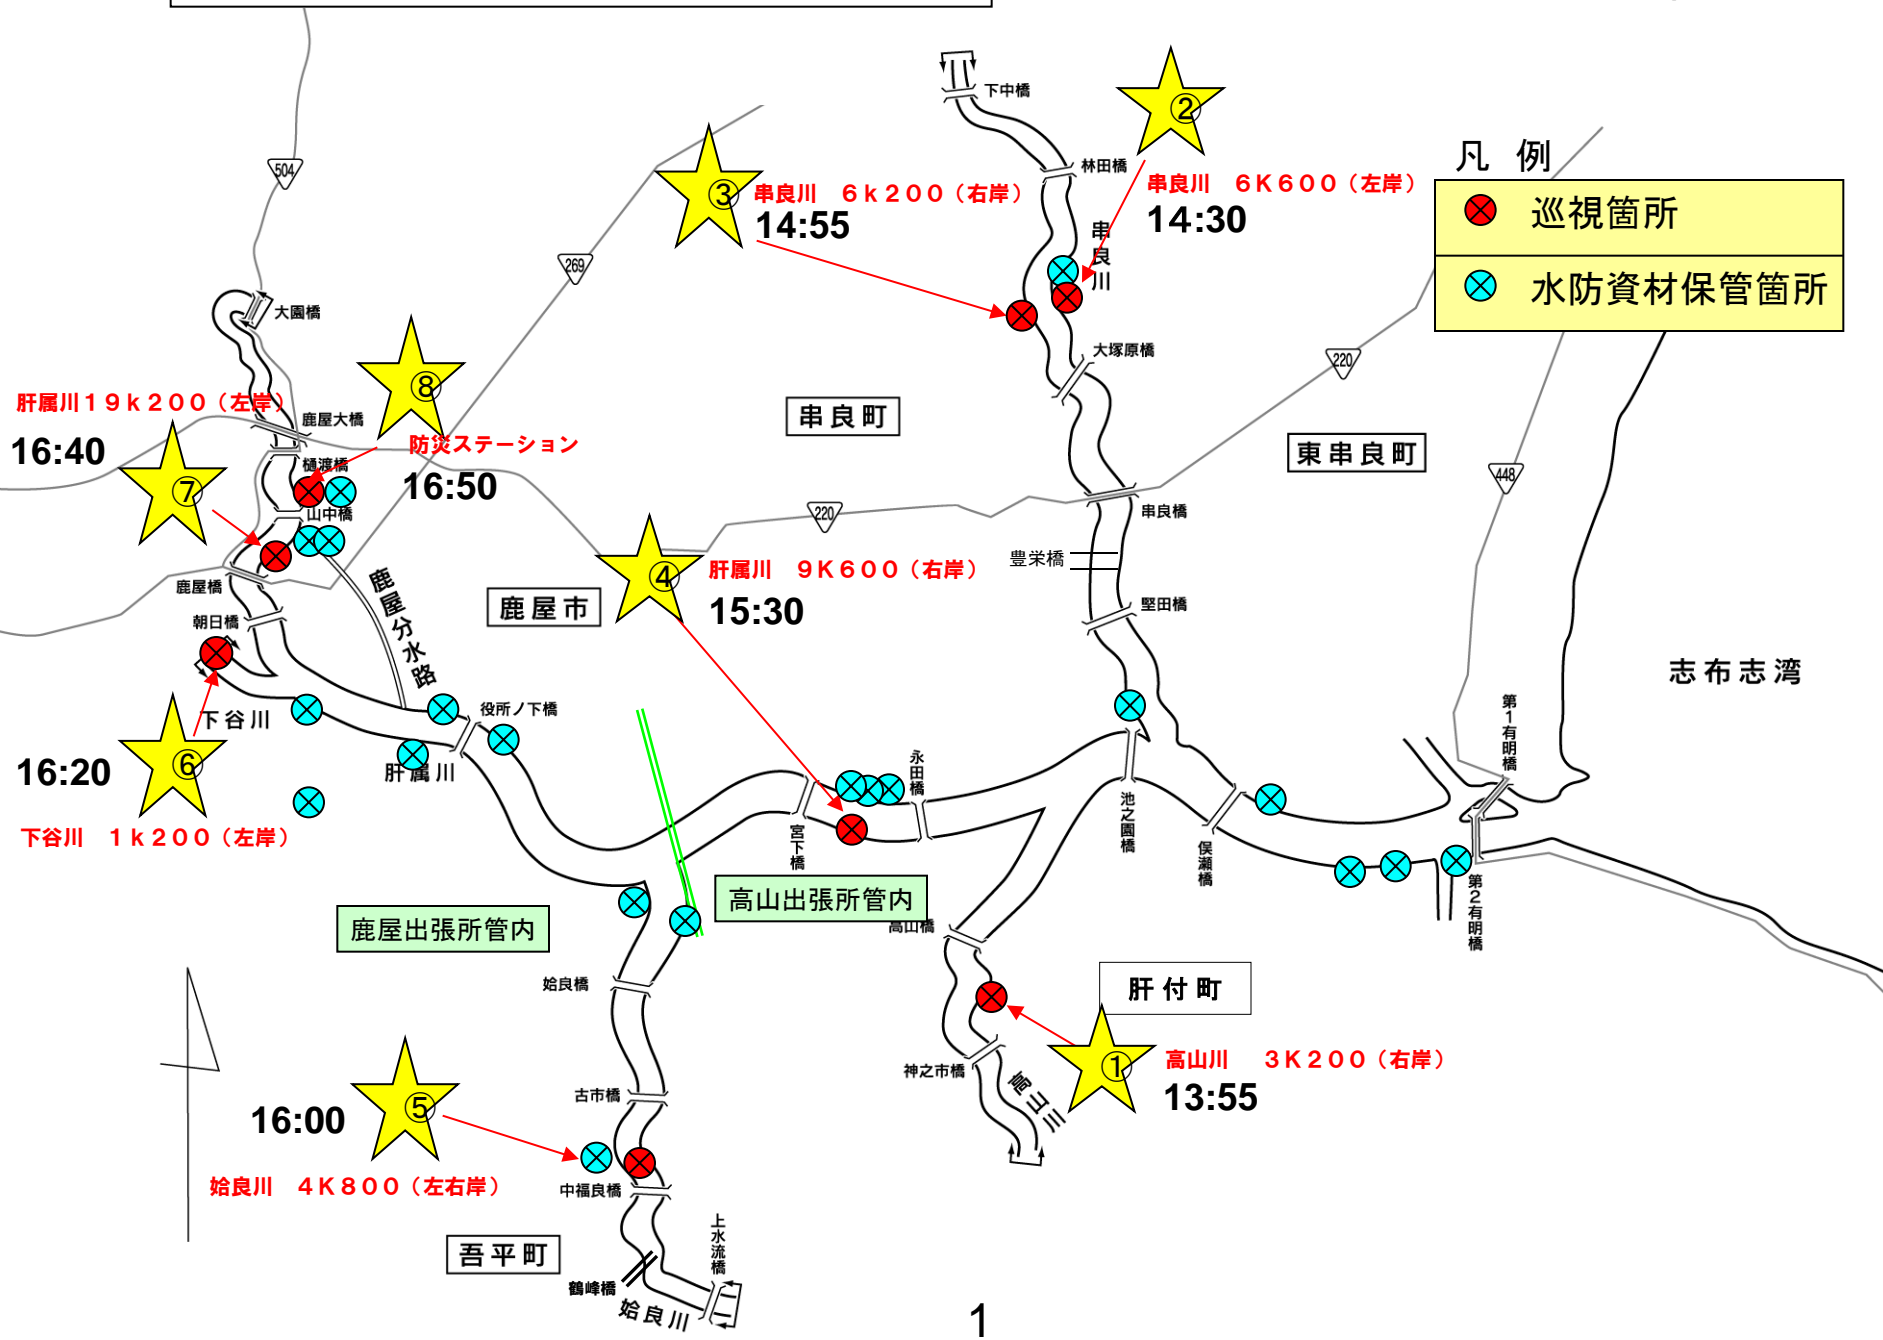 下中橋
②
林田橋
串良川　6K600（左岸）
14:30
③
串良川　6k200（右岸）
14:55
串良川
凡 例
巡視箇所
水防資材保管箇所
504
269
大園橋
大塚原橋
220
⑧
肝属川19k200（左岸）
16:40
鹿屋大橋
防災ステーション
16:50
樋渡橋
⑦
山中橋
串良町
東串良町
448
220
串良橋
豊栄橋
④
肝属川　9K600（右岸）
15:30
鹿屋橋
鹿屋分水路
鹿屋市
堅田橋
朝日橋
志布志湾
下谷川
役所ノ下橋
第1有明橋
16:20
⑥
肝属川
永田橋
下谷川　1k200（左岸）
宮下橋
池之園橋
俣瀬橋
第2有明橋
高山出張所管内
鹿屋出張所管内
高山橋
姶良橋
肝付町
①
高山川　3K200（右岸）
13:55
神之市橋
高山川
古市橋
16:00
⑤
姶良川　4K800（左右岸）
中福良橋
上水流橋
吾平町
鶴峰橋
姶良川
1